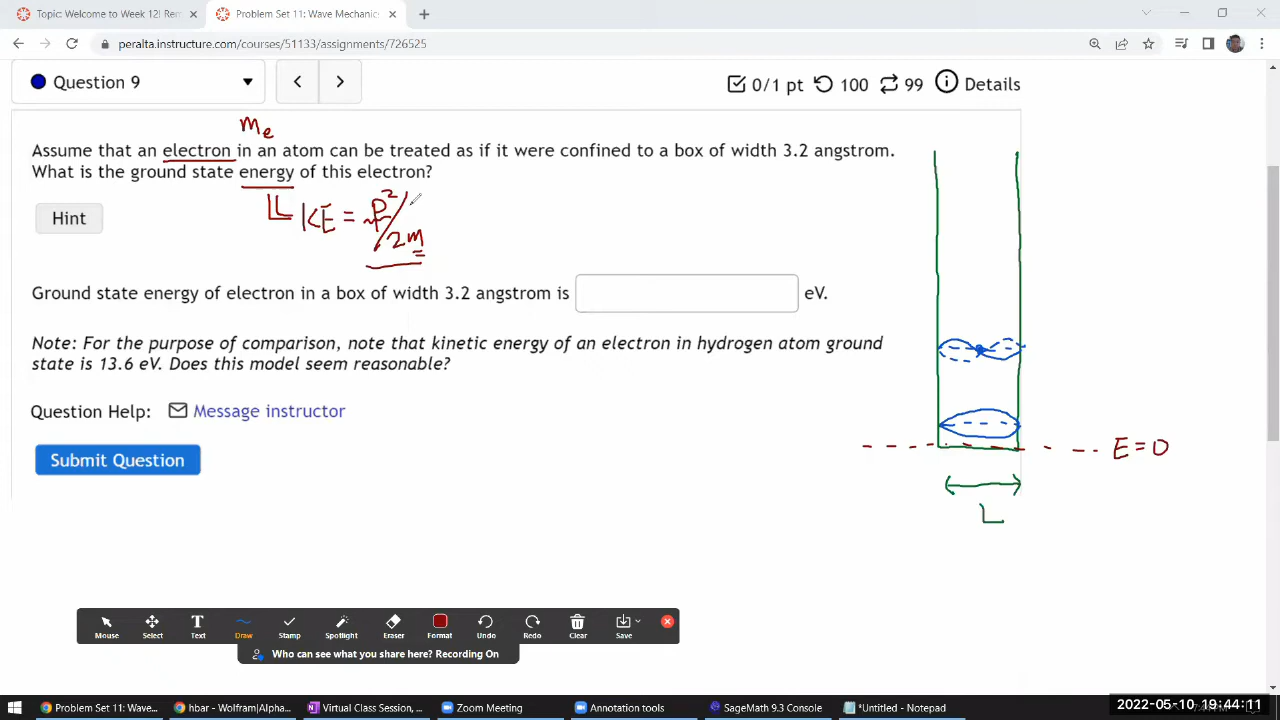 Topic: Welcome to Week 12! Rem
Problem Set 11: Wave Mechanics
peralta.instructure.com/courses/51133/assignments/726525
Question 9
0/1 pt 100 99 Details
mₑ
Assume that an electron in an atom can be treated as if it were confined to a box of width 3.2 angstrom.
What is the ground state energy of this electron?
Hint
KE = p²/2m
Ground state energy of electron in a box of width 3.2 angstrom is eV.
Note: For the purpose of comparison, note that kinetic energy of an electron in hydrogen atom ground
state is 13.6 eV. Does this model seem reasonable?
Question Help: Message instructor
E = 0
Submit Question
L
Mouse Select Text Draw Stamp Spotlight Eraser Format Undo Redo Clear Save
Who can see what you share here? Recording On
Problem Set 11: Wave... hbar - Wolfram|Alpha... Virtual Class Session, ... Zoom Meeting Annotation tools SageMath 9.3 Console *Untitled - Notepad 2022-05-10 19:44:11